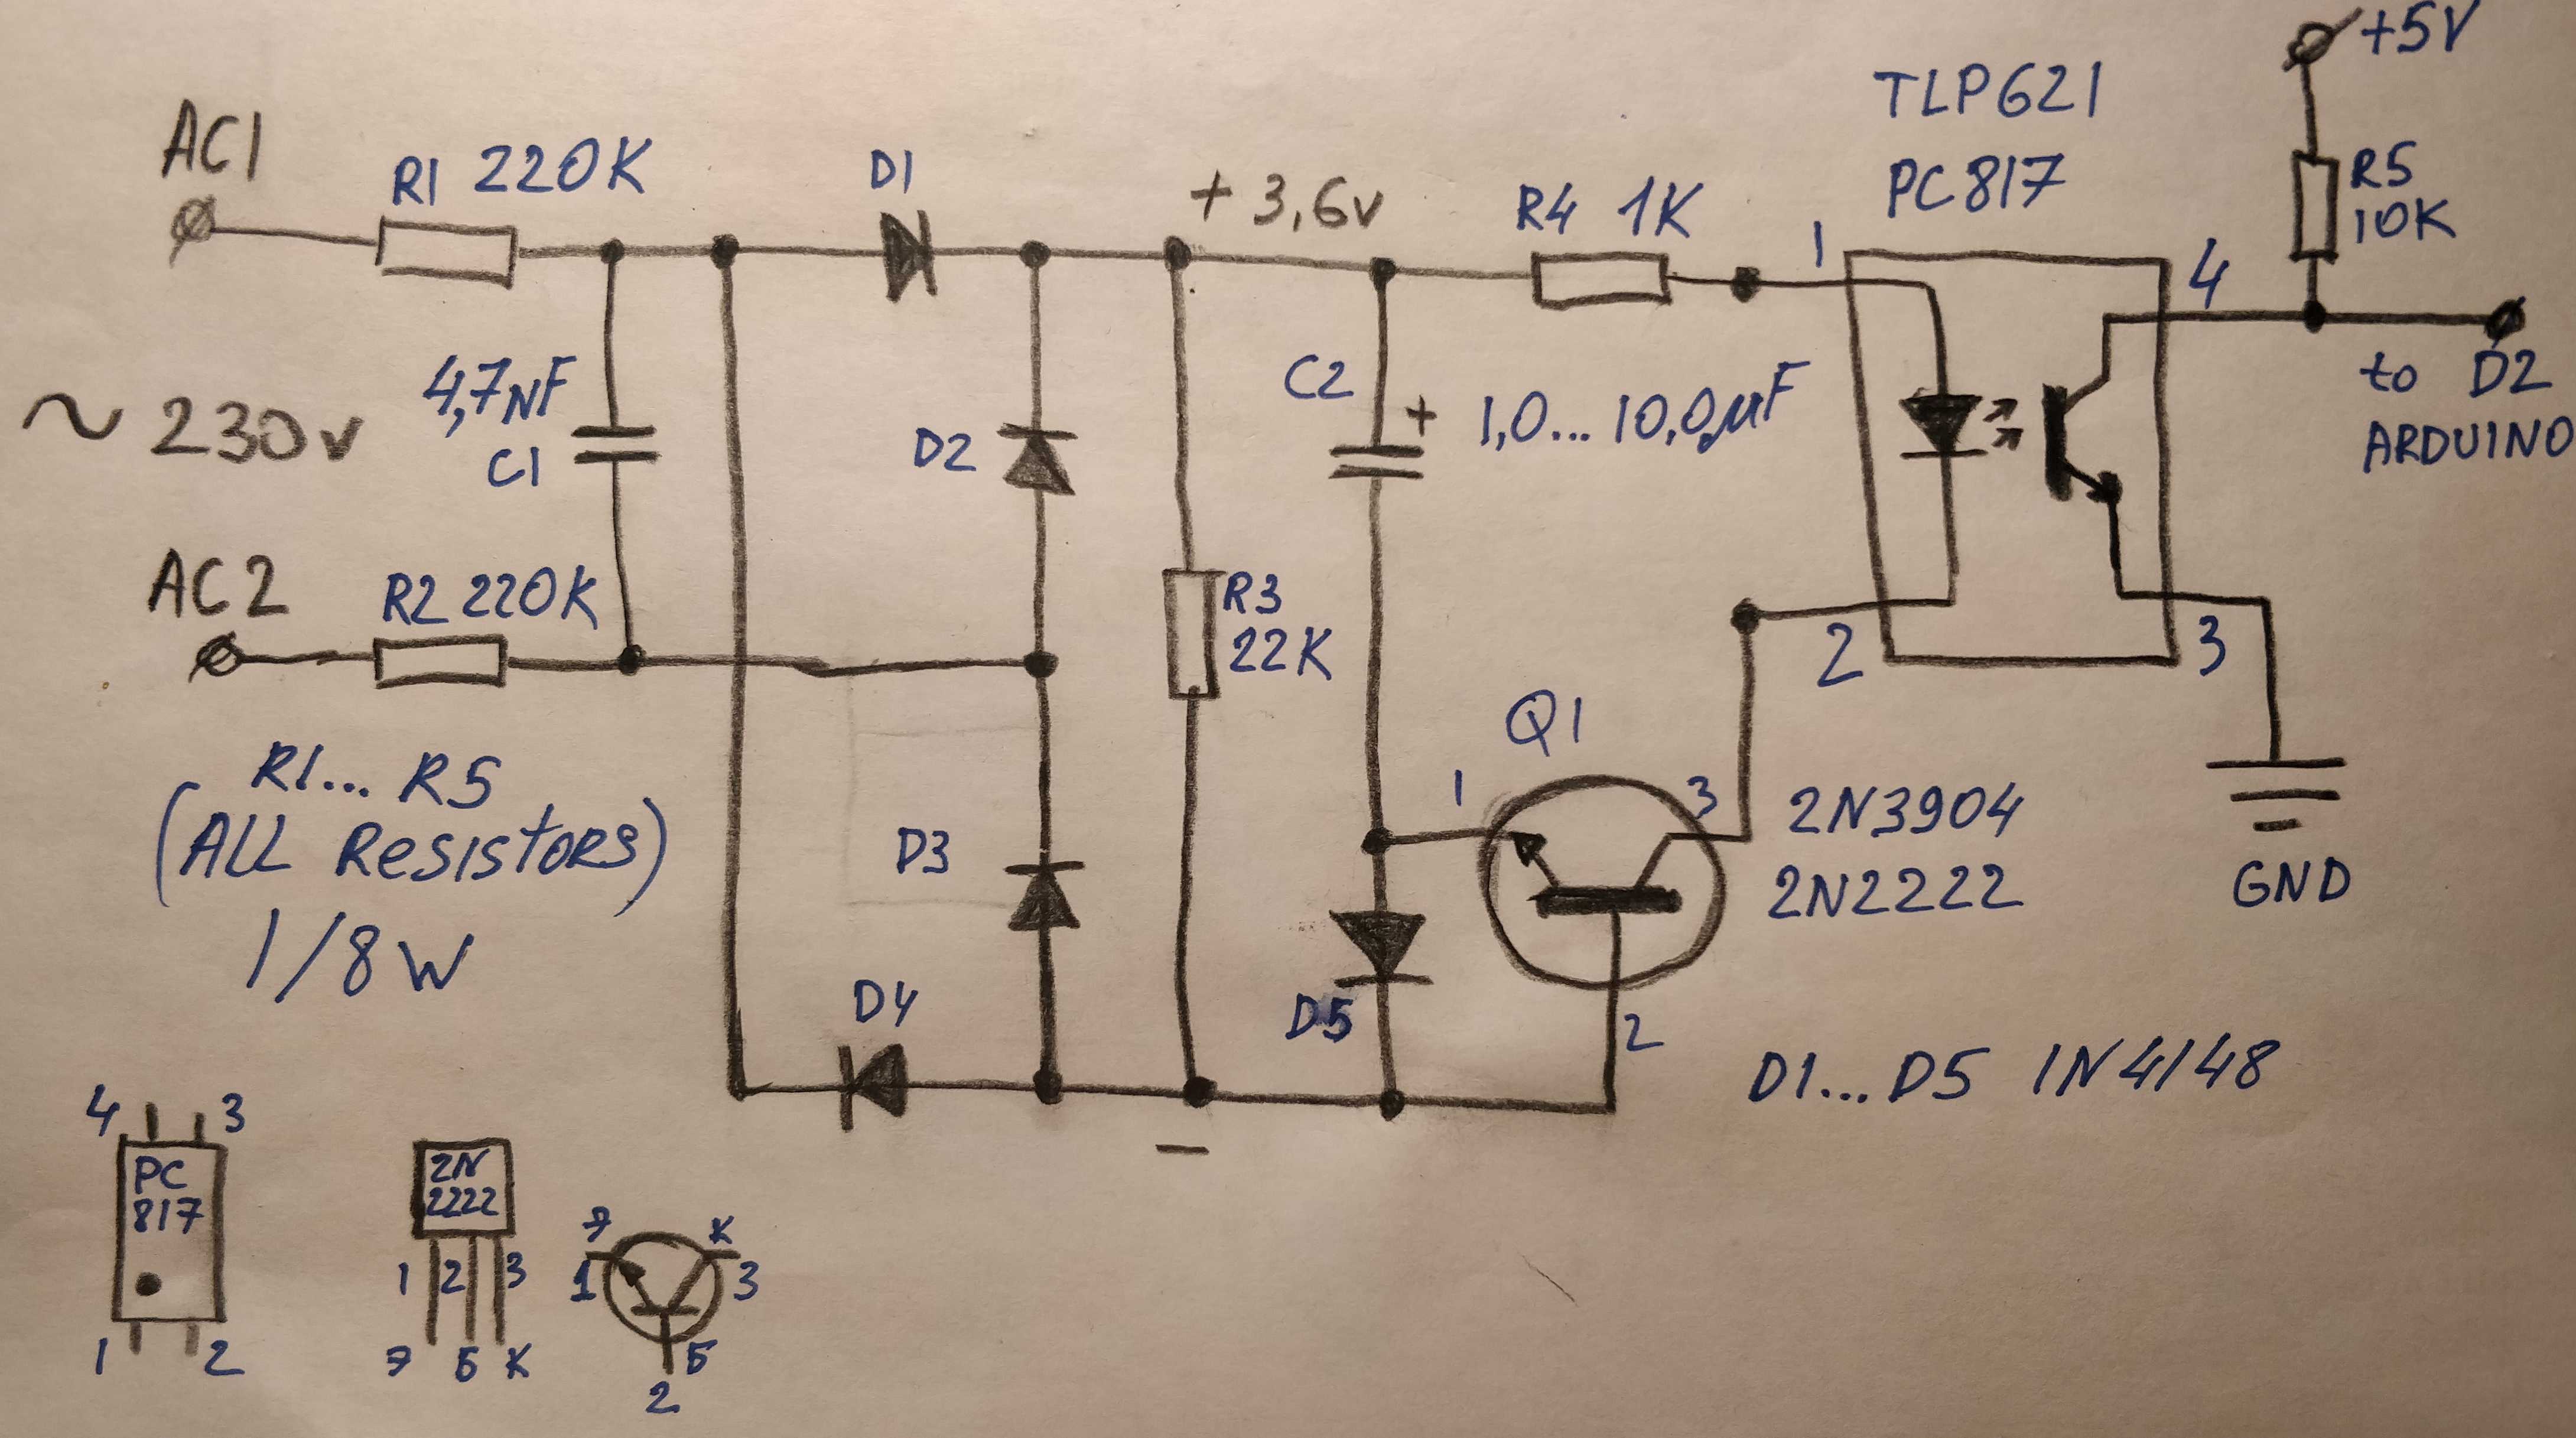 AC1
R1 220K
D1
+ 3,6v
R4 1K
TLP621
PC817
+5V
R5
10K
1
4
4,7NF
C1
~ 230v
D2
C2
+ 1,0... 10,0µF
to D2
ARDUINO
AC2
R2 220K
R3
22K
2
3
Q1
R1... R5
(ALL ResistoRs)
1/8W
D3
1
3
2N3904
2N2222
GND
D4
D5
2
D1...D5 1N4148
–
4 3
PC
817
1 2
2N
2222
1 2 3
Э Б К
Э К
1 3
Б
2